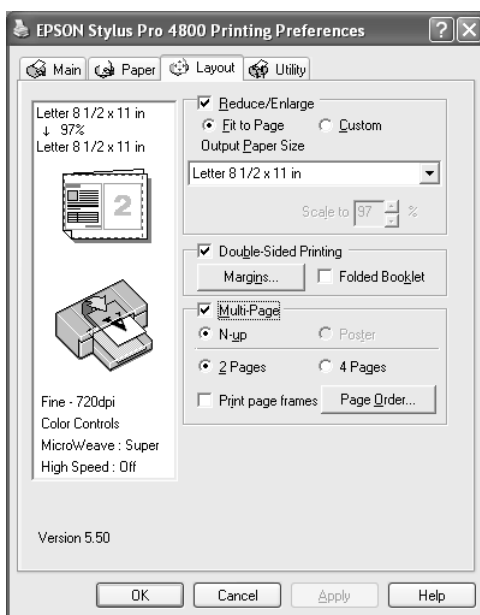 EPSON Stylus Pro 4800 Printing Preferences
Main Paper Layout Utility
Letter 8 1/2 x 11 in
↓ 97%
Letter 8 1/2 x 11 in
2
Fine - 720dpi
Color Controls
MicroWeave : Super
High Speed : Off
Version 5.50
Reduce/Enlarge
Fit to Page Custom
Output Paper Size
Letter 8 1/2 x 11 in
Scale to 97 %
Double-Sided Printing
Margins... Folded Booklet
Multi-Page
N-up Poster
2 Pages 4 Pages
Print page frames Page Order...
OK Cancel Apply Help